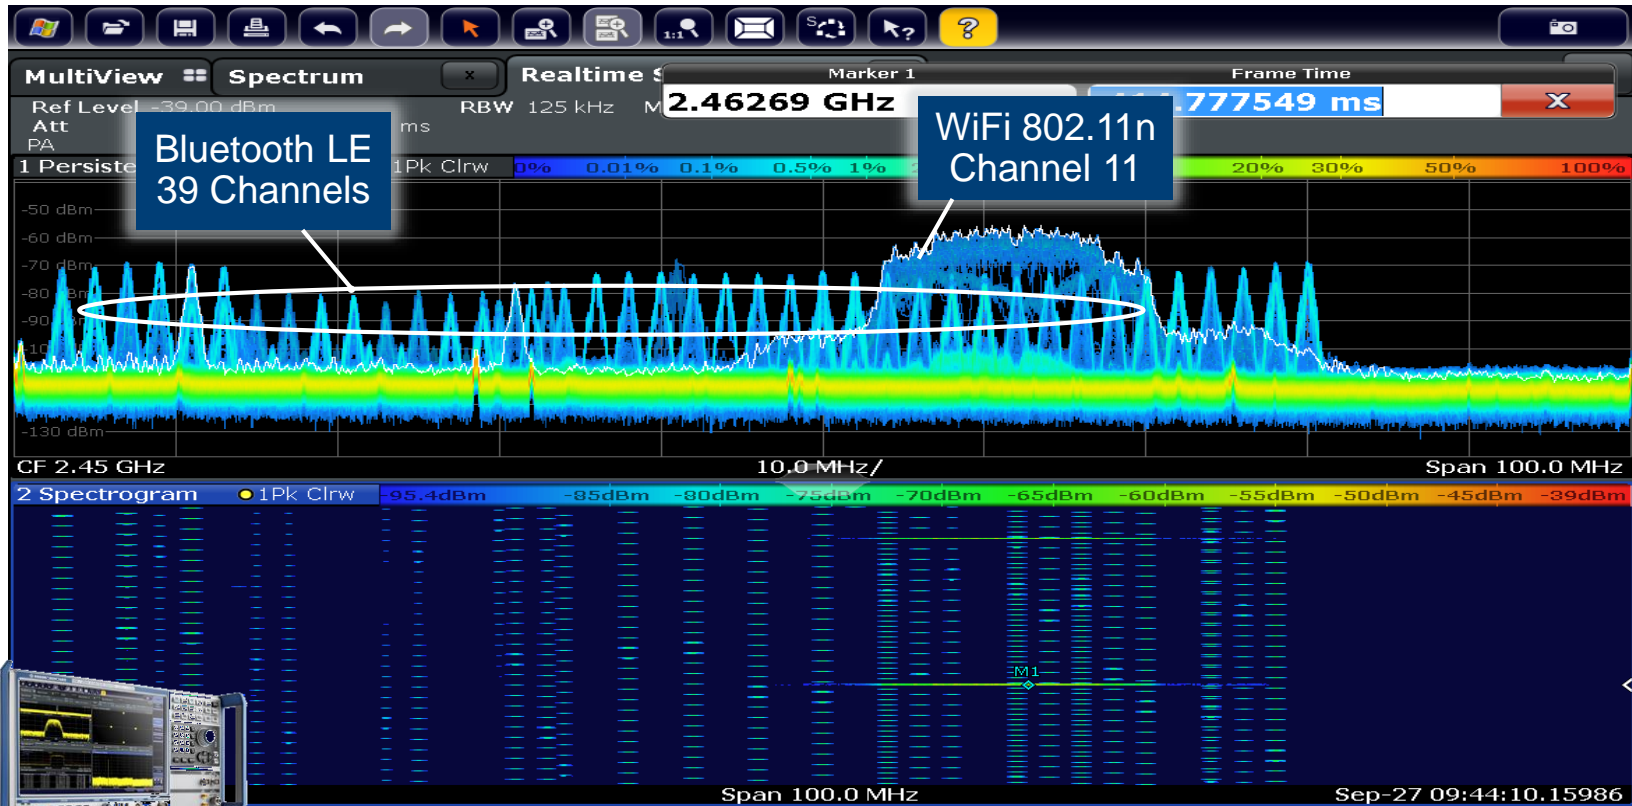 S
1:1
?
?
MultiView
Spectrum
x
Realtime S
Marker 1
Frame Time
2.46269 GHz
.777549 ms
X
Ref Level -39.00 dBm
RBW 125 kHz M
Att
ms
PA
Bluetooth LE
39 Channels
WiFi 802.11n
Channel 11
1 Persiste
1Pk Clrw
0% 0.01% 0.1% 0.5% 1% 20% 30% 50% 100%
-50 dBm
-60 dBm
-70 dBm
-80
-90
-130 dBm
CF 2.45 GHz
10.0 MHz/
Span 100.0 MHz
2 Spectrogram
1Pk Clrw
-95.4dBm -85dBm -80dBm -75dBm -70dBm -65dBm -60dBm -55dBm -50dBm -45dBm -39dBm
M1
Span 100.0 MHz
Sep-27 09:44:10.15986